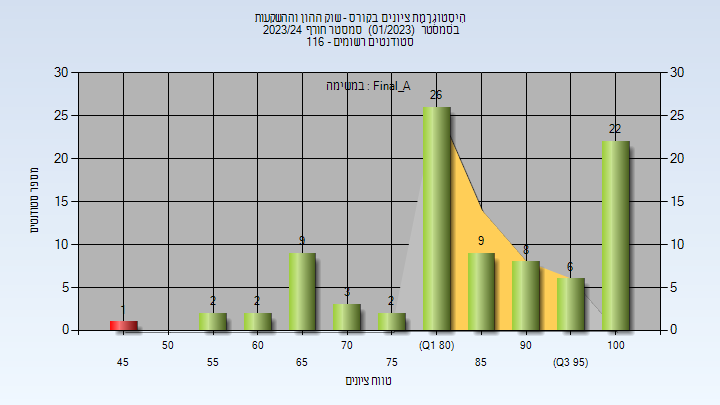 היסטוגרמת ציונים בקורס - שוק ההון וההשקעות
בסמסטר (01/2023) סמסטר חורף 2023/24
סטודנטים רשומים - 116
במשימה : Final_A
מספר סטודנטים
30 30
25 25
20 20
15 15
10 10
5 5
0 0
1 2 2 9 3 2 26 9 8 6 22
45 50 55 60 65 70 75 (Q1 80) 85 90 (Q3 95) 100
טווח ציונים